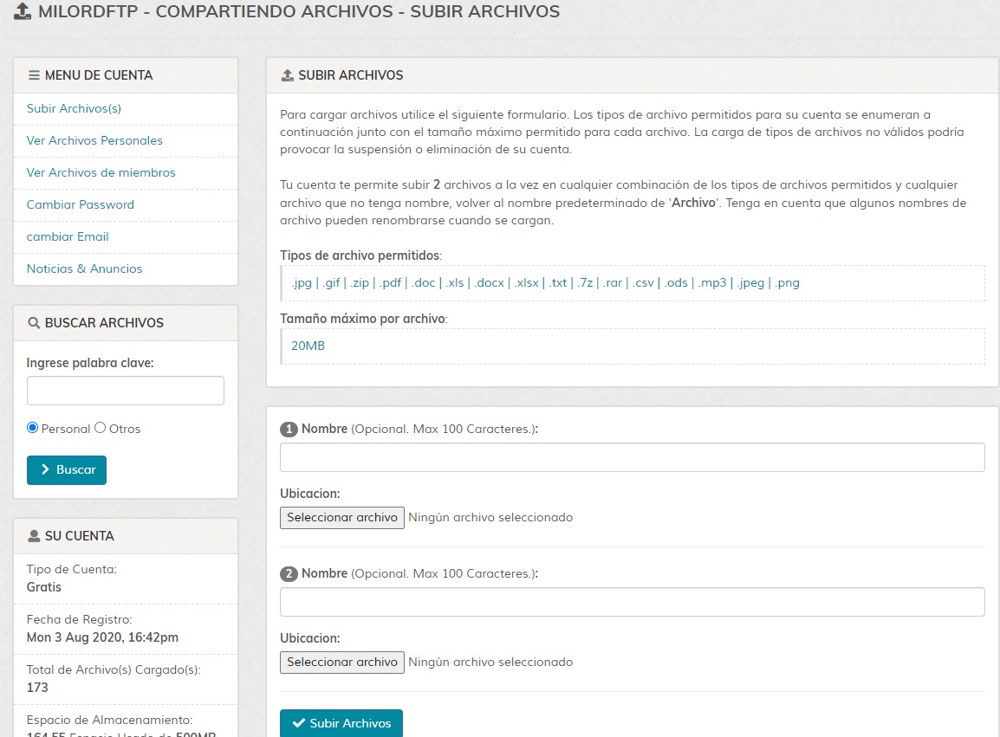 MILORDFTP - COMPARTIENDO ARCHIVOS - SUBIR ARCHIVOS
MENU DE CUENTA
Subir Archivos(s)
Ver Archivos Personales
Ver Archivos de miembros
Cambiar Password
cambiar Email
Noticias & Anuncios
BUSCAR ARCHIVOS
Ingrese palabra clave:
Personal Otros
Buscar
SU CUENTA
Tipo de Cuenta:
Gratis
Fecha de Registro:
Mon 3 Aug 2020, 16:42pm
Total de Archivo(s) Cargado(s):
173
Espacio de Almacenamiento:
164.55 Espacio Usado de 500MB
SUBIR ARCHIVOS
Para cargar archivos utilice el siguiente formulario. Los tipos de archivo permitidos para su cuenta se enumeran a
continuación junto con el tamaño máximo permitido para cada archivo. La carga de tipos de archivos no válidos podría
provocar la suspensión o eliminación de su cuenta.
Tu cuenta te permite subir 2 archivos a la vez en cualquier combinación de los tipos de archivos permitidos y cualquier
archivo que no tenga nombre, volver al nombre predeterminado de 'Archivo'. Tenga en cuenta que algunos nombres de
archivo pueden renombrarse cuando se cargan.
Tipos de archivo permitidos:
.jpg | .gif | .zip | .pdf | .doc | .xls | .docx | .xlsx | .txt | .7z | .rar | .csv | .ods | .mp3 | .jpeg | .png
Tamaño máximo por archivo:
20MB
1 Nombre (Opcional. Max 100 Caracteres.):
Ubicacion:
Seleccionar archivo Ningún archivo seleccionado
2 Nombre (Opcional. Max 100 Caracteres.):
Ubicacion:
Seleccionar archivo Ningún archivo seleccionado
Subir Archivos